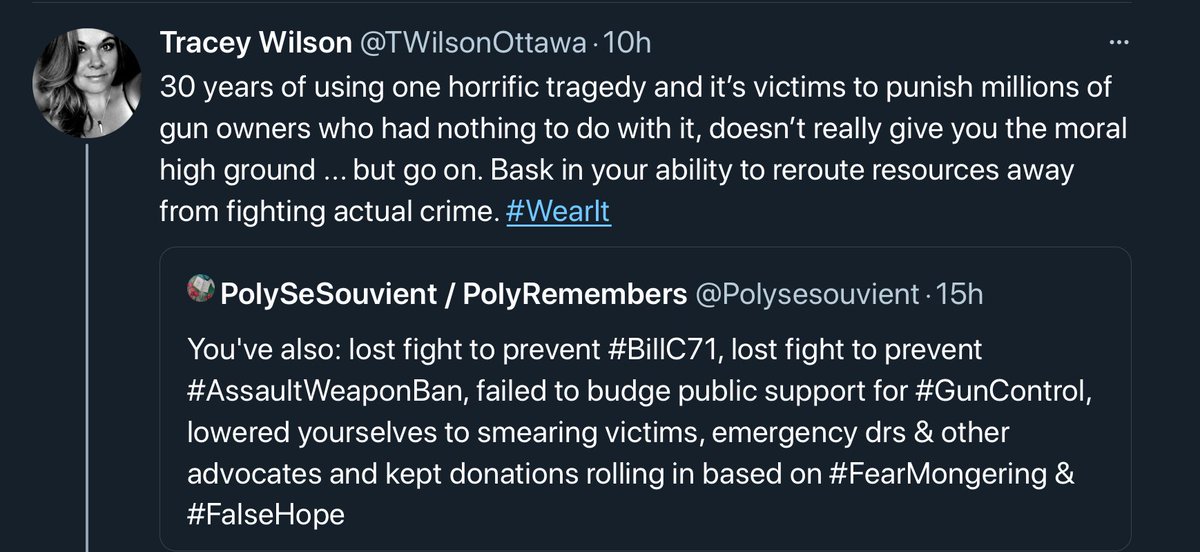 Tracey Wilson @TWilsonOttawa · 10h ...
30 years of using one horrific tragedy and it’s victims to punish millions of
gun owners who had nothing to do with it, doesn’t really give you the moral
high ground ... but go on. Bask in your ability to reroute resources away
from fighting actual crime. #WearIt
PolySeSouvient / PolyRemembers @Polysesouvient · 15h
You've also: lost fight to prevent #BillC71, lost fight to prevent
#AssaultWeaponBan, failed to budge public support for #GunControl,
lowered yourselves to smearing victims, emergency drs & other
advocates and kept donations rolling in based on #FearMongering &
#FalseHope